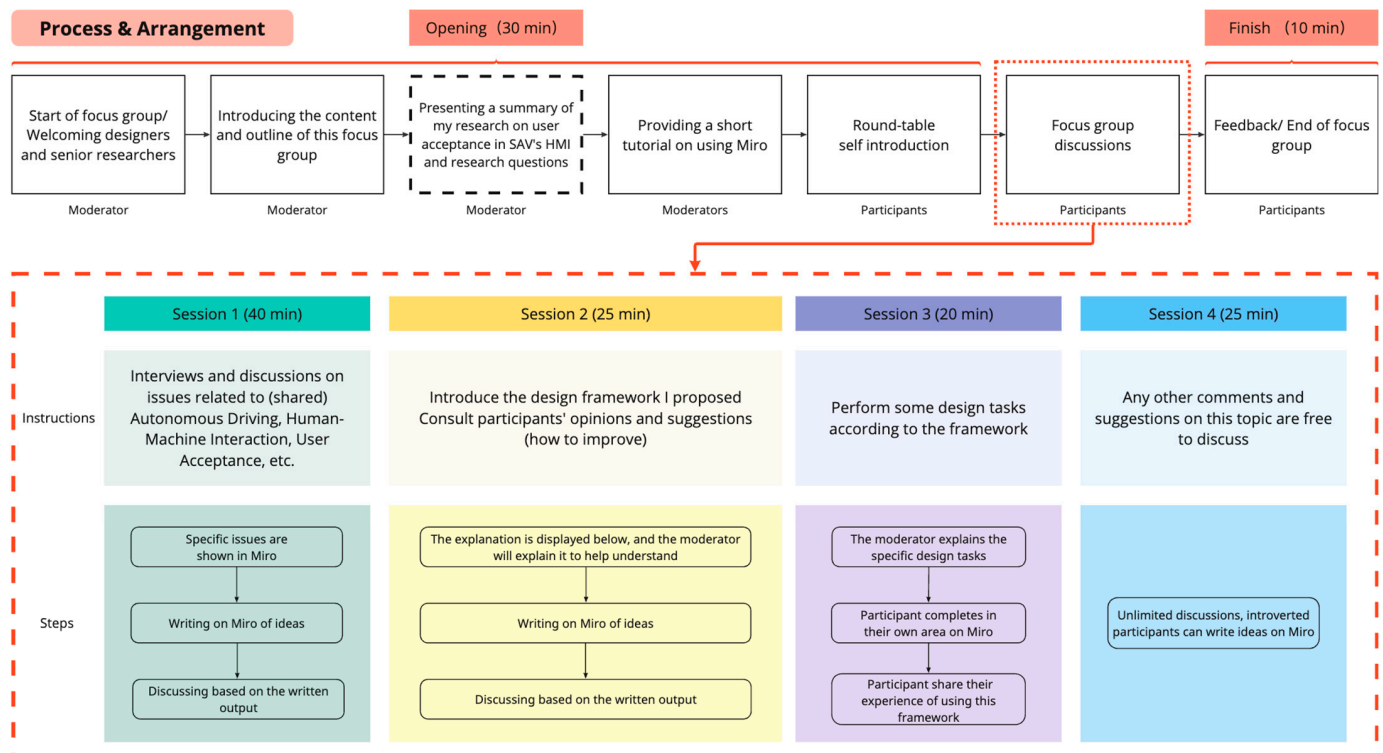 Process & Arrangement
Opening （30 min）
Finish （10 min）
Start of focus group/
Welcoming designers
and senior researchers
Moderator
Introducing the content
and outline of this focus
group
Moderator
Presenting a summary of
my research on user
acceptance in SAV's HMI
and research questions
Moderator
Providing a short
tutorial on using Miro
Moderators
Round-table
self introduction
Participants
Focus group
discussions
Participants
Feedback/ End of focus
group
Participants
Session 1 (40 min)
Session 2 (25 min)
Session 3 (20 min)
Session 4 (25 min)
Instructions
Interviews and discussions on
issues related to (shared)
Autonomous Driving, Human-
Machine Interaction, User
Acceptance, etc.
Introduce the design framework I proposed
Consult participants' opinions and suggestions
(how to improve)
Perform some design tasks
according to the framework
Any other comments and
suggestions on this topic are free
to discuss
Steps
Specific issues are
shown in Miro
Writing on Miro of ideas
Discussing based on the written
output
The explanation is displayed below, and the moderator
will explain it to help understand
Writing on Miro of ideas
Discussing based on the written output
The moderator explains the
specific design tasks
Participant completes in
their own area on Miro
Participant share their
experience of using this
framework
Unlimited discussions, introverted
participants can write ideas on Miro